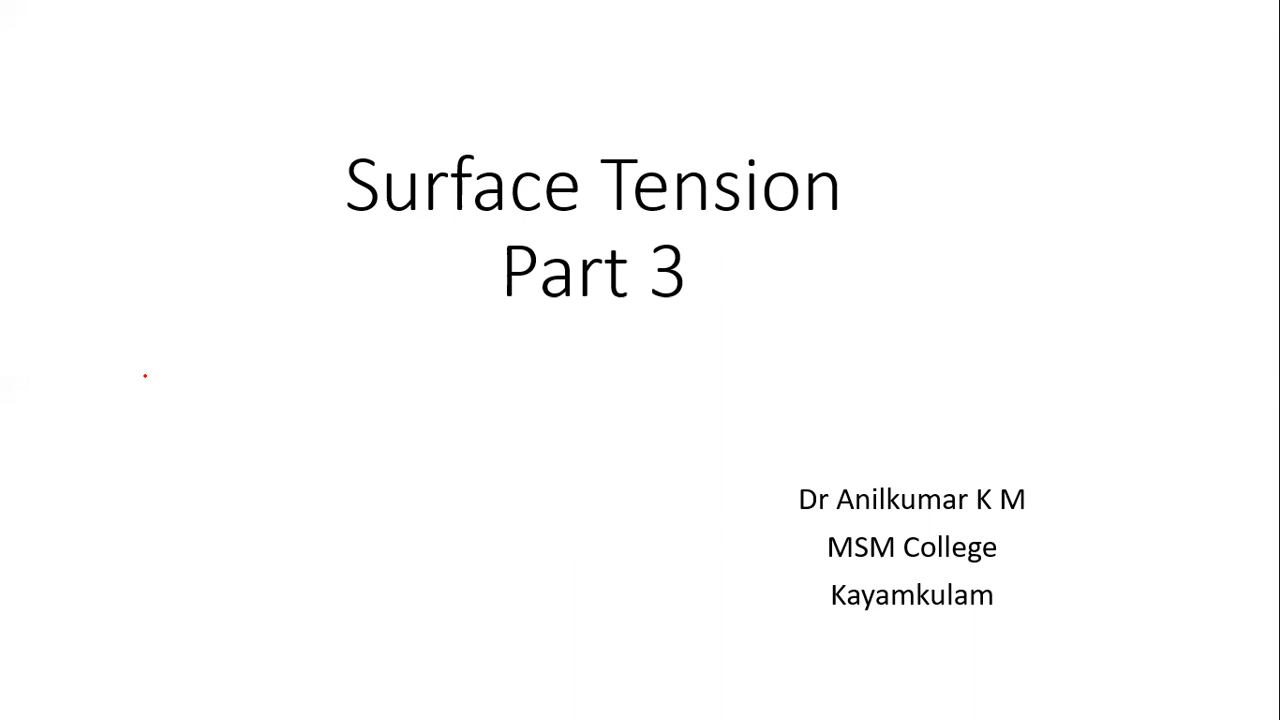 Surface Tension
Part 3
Dr Anilkumar K M
MSM College
Kayamkulam